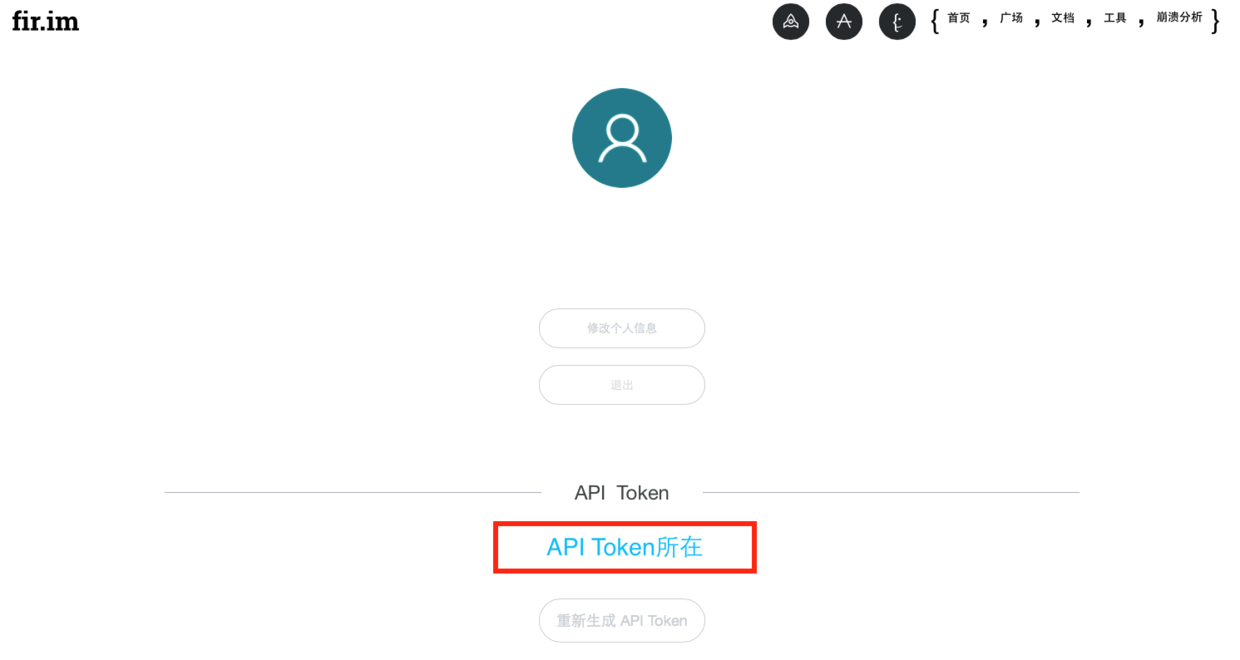 fir.im
{ 首页 , 广场 , 文档 , 工具 , 崩溃分析 }
修改个人信息
退出
API Token
API Token所在
重新生成 API Token